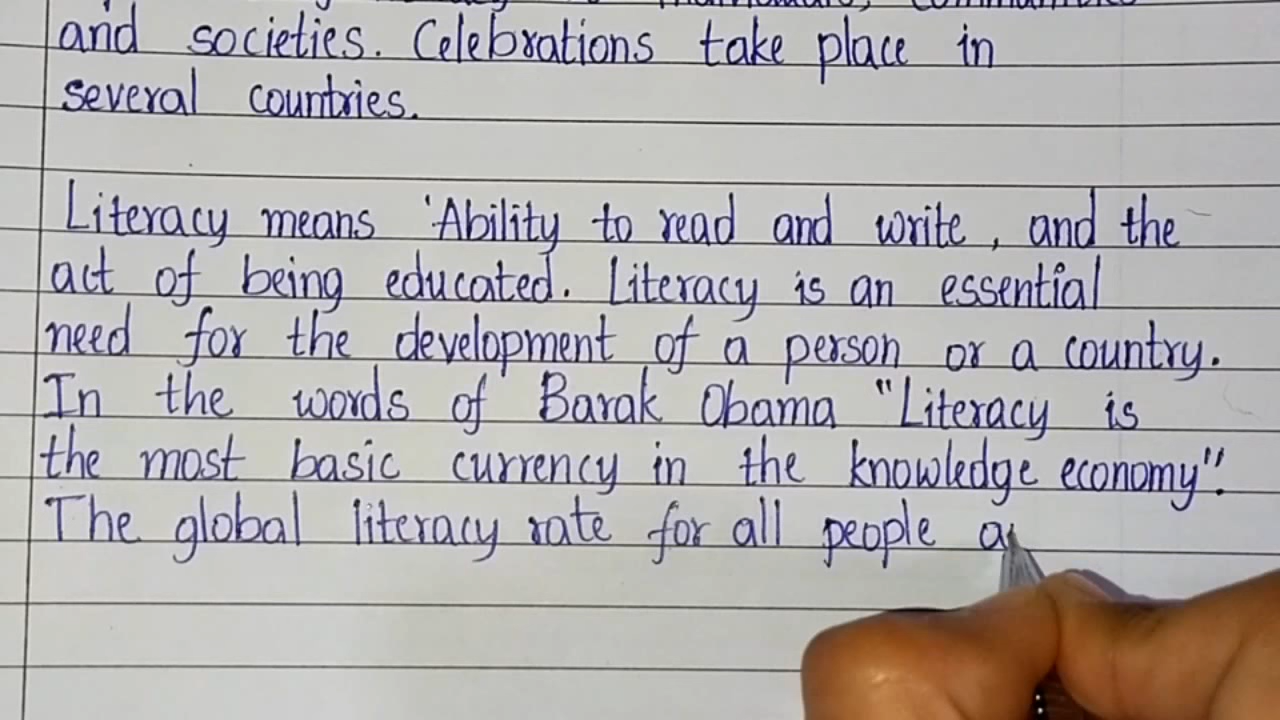 and societies. Celebrations take place in
several countries.
Literacy means 'Ability to read and write, and the
act of being educated. Literacy is an essential
need for the development of a person or a country.
In the words of Barak Obama "Literacy is
the most basic currency in the knowledge economy".
The global literacy rate for all people a